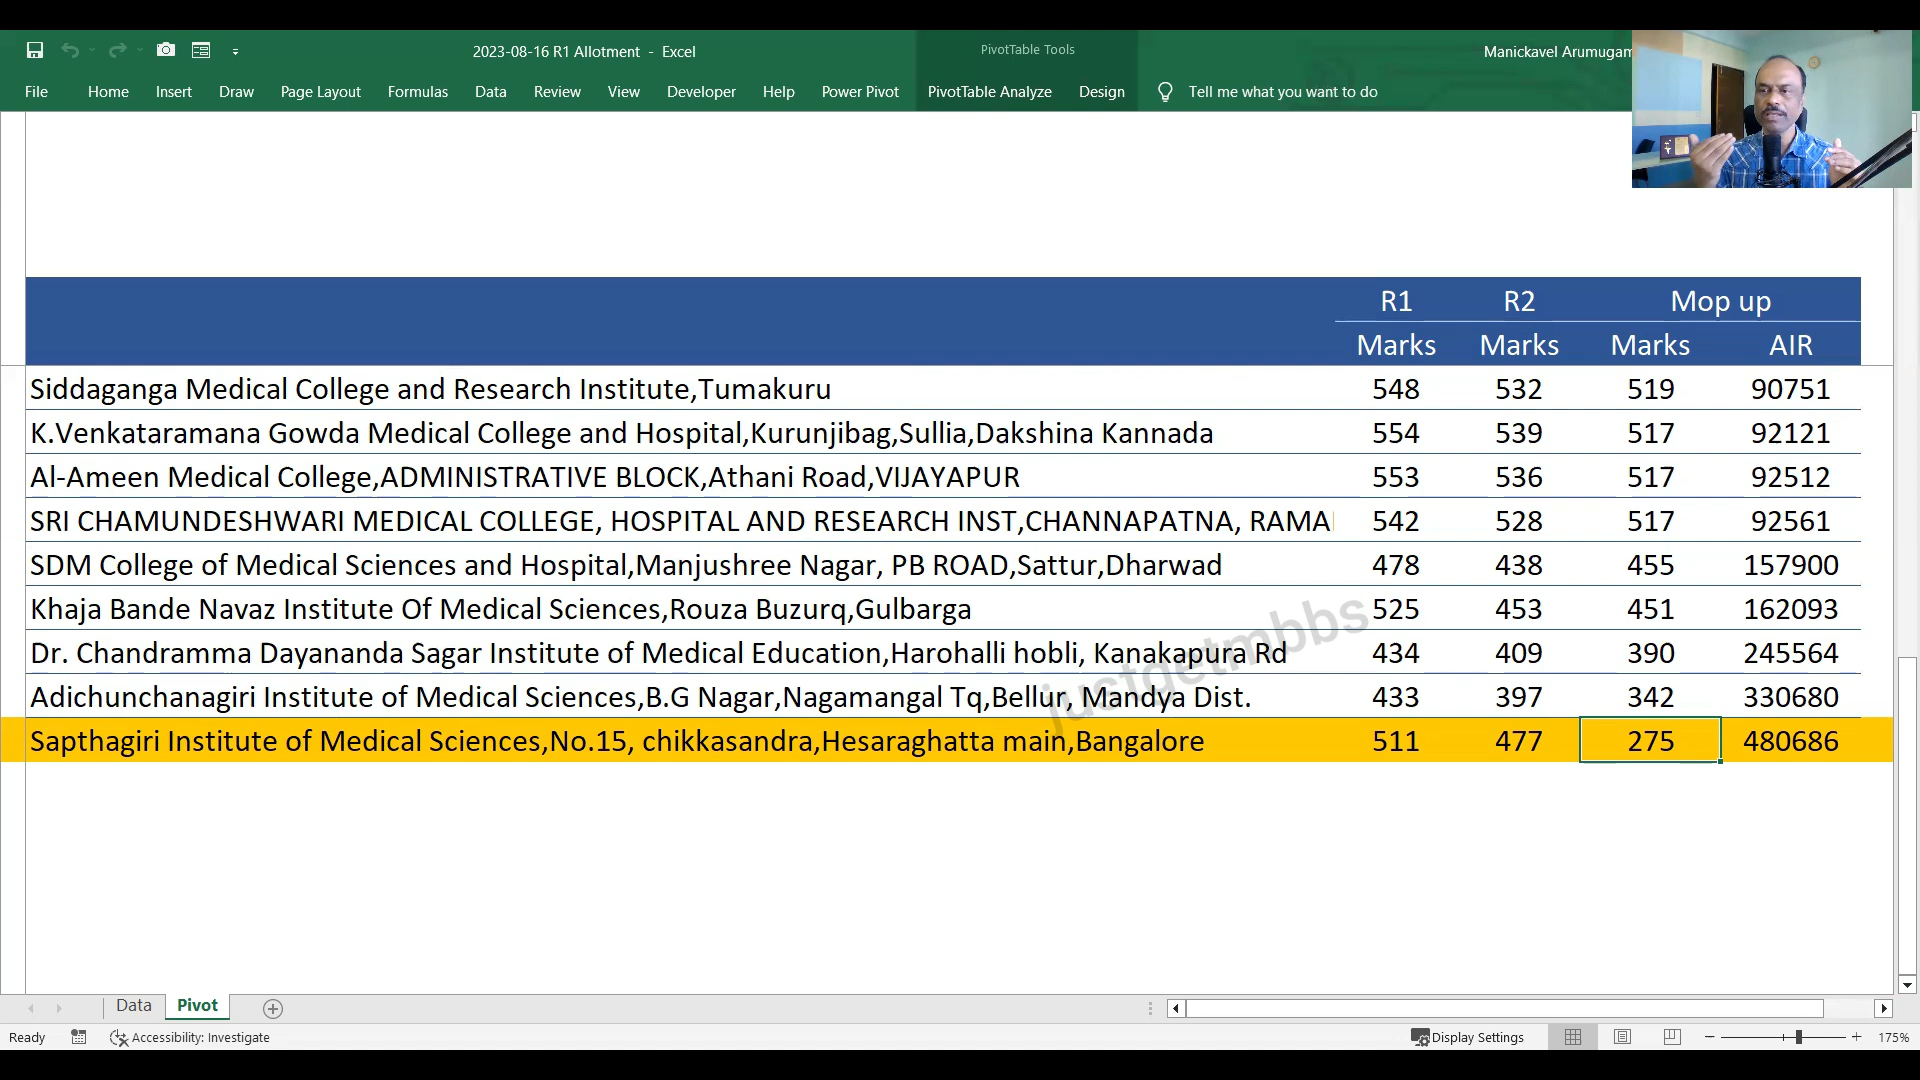 2023-08-16 R1 Allotment - Excel
PivotTable Tools
Manickavel Arumugam
File Home Insert Draw Page Layout Formulas Data Review View Developer Help Power Pivot PivotTable Analyze Design Tell me what you want to do
R1 R2 Mop up
Marks Marks Marks AIR
Siddaganga Medical College and Research Institute,Tumakuru 548 532 519 90751
K.Venkataramana Gowda Medical College and Hospital,Kurunjibag,Sullia,Dakshina Kannada 554 539 517 92121
Al-Ameen Medical College,ADMINISTRATIVE BLOCK,Athani Road,VIJAYAPUR 553 536 517 92512
SRI CHAMUNDESHWARI MEDICAL COLLEGE, HOSPITAL AND RESEARCH INST,CHANNAPATNA, RAMA 542 528 517 92561
SDM College of Medical Sciences and Hospital,Manjushree Nagar, PB ROAD,Sattur,Dharwad 478 438 455 157900
Khaja Bande Navaz Institute Of Medical Sciences,Rouza Buzurq,Gulbarga 525 453 451 162093
Dr. Chandramma Dayananda Sagar Institute of Medical Education,Harohalli hobli, Kanakapura Rd 434 409 390 245564
Adichunchanagiri Institute of Medical Sciences,B.G Nagar,Nagamangal Tq,Bellur, Mandya Dist. 433 397 342 330680
Sapthagiri Institute of Medical Sciences,No.15, chikkasandra,Hesaraghatta main,Bangalore 511 477 275 480686
justgetmbbs
Data Pivot
Ready Accessibility: Investigate Display Settings 175%